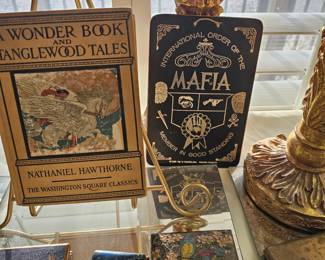 A WONDER BOOK
AND
TANGLEWOOD TALES
NATHANIEL HAWTHORNE
THE WASHINGTON SQUARE CLASSICS
INTERNATIONAL ORDER OF THE
MAFIA
MEMBER IN GOOD STANDING